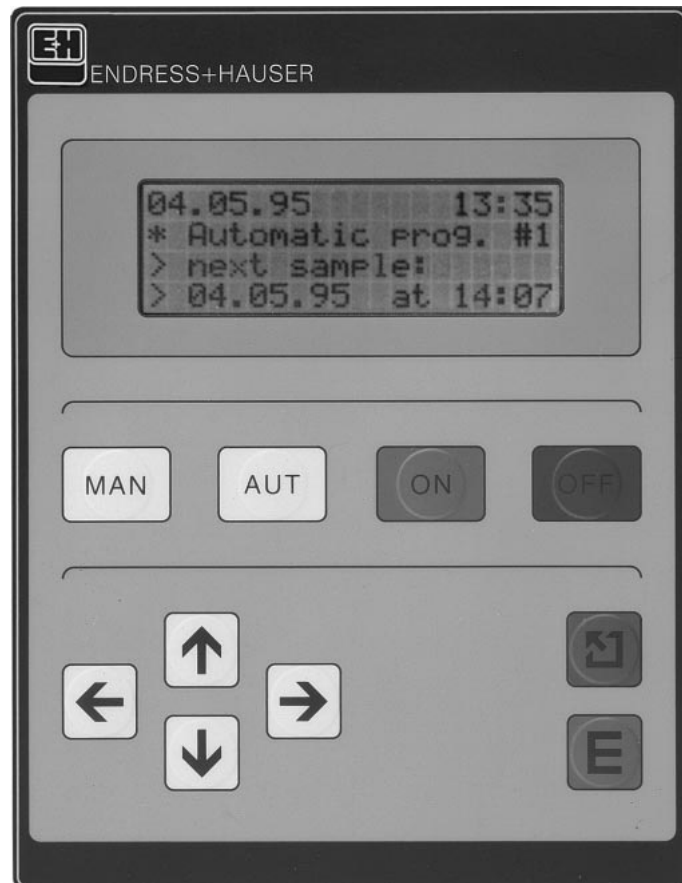 E+H
ENDRESS+HAUSER
04.05.95 13:35
* Automatic prog. #1
> next sample:
> 04.05.95 at 14:07
MAN AUT ON OFF
E